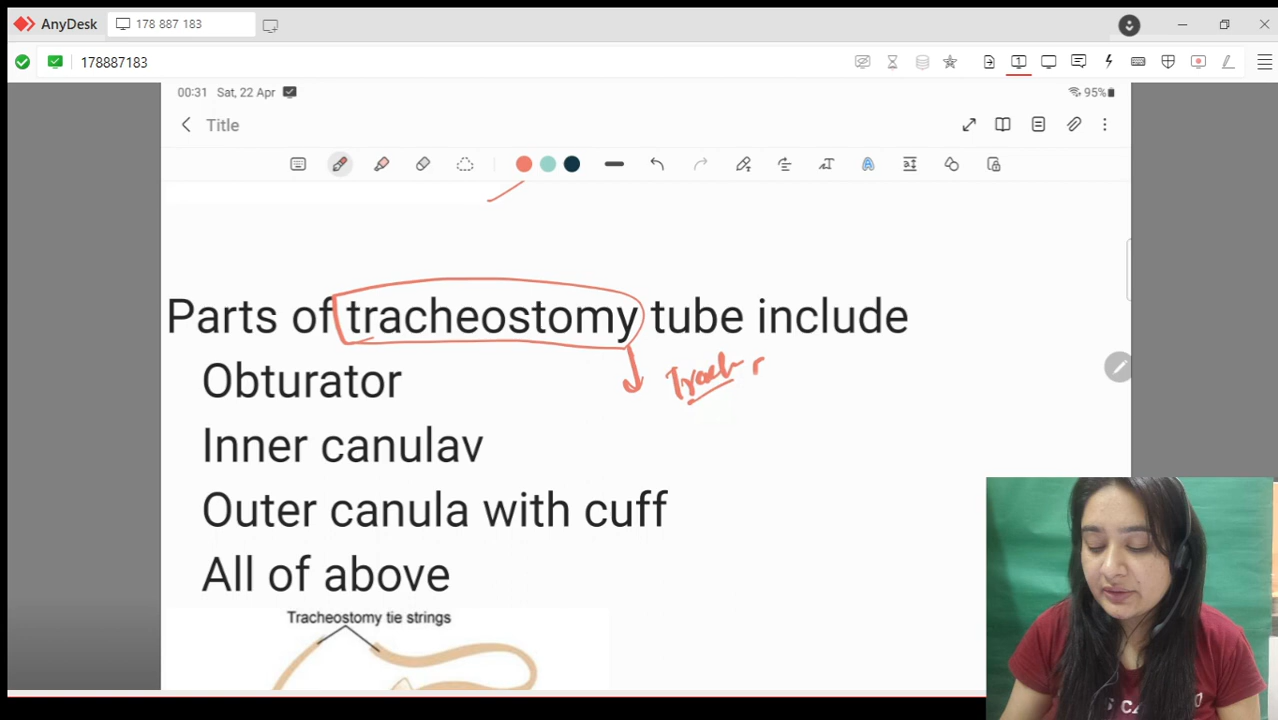 AnyDesk 178 887 183
178887183
00:31 Sat, 22 Apr 95%
Title
Parts of tracheostomy tube include
Trach
Obturator
Inner canulav
Outer canula with cuff
All of above
Tracheostomy tie strings